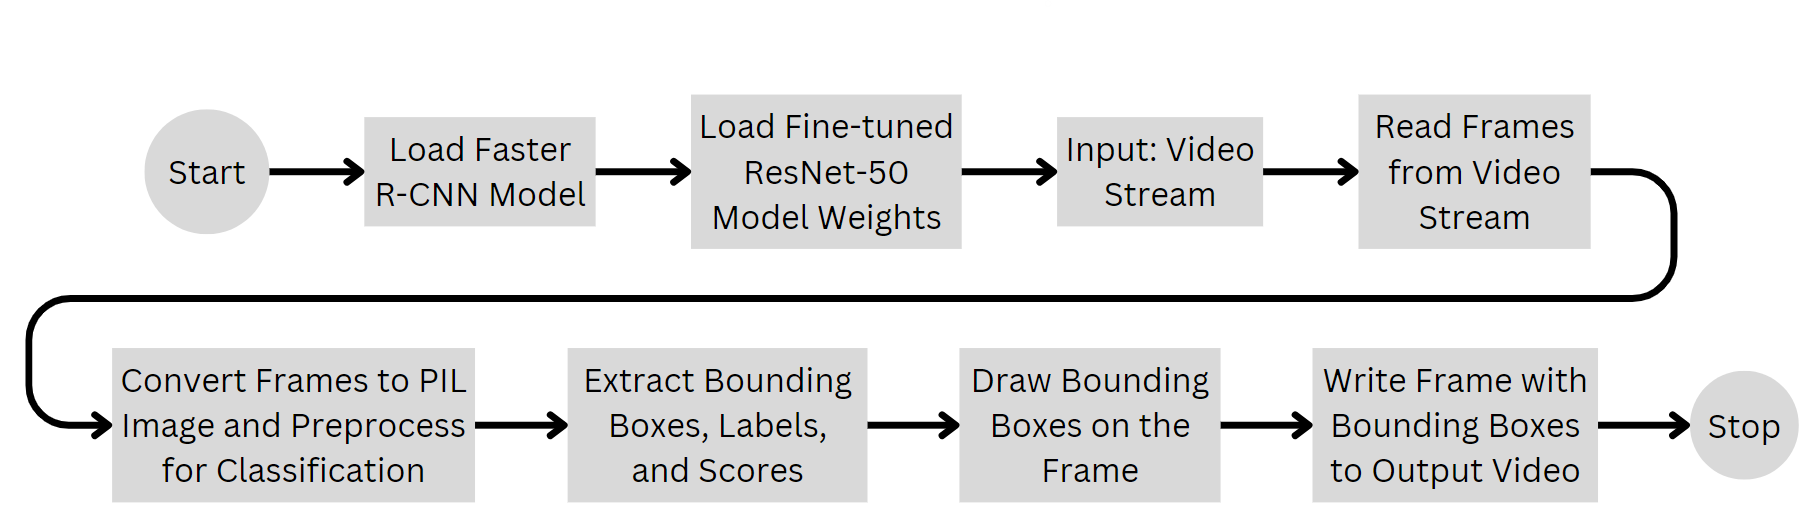 Start
Load Faster
R-CNN Model
Load Fine-tuned
ResNet-50
Model Weights
Input: Video
Stream
Read Frames
from Video
Stream
Convert Frames to PIL
Image and Preprocess
for Classification
Extract Bounding
Boxes, Labels,
and Scores
Draw Bounding
Boxes on the
Frame
Write Frame with
Bounding Boxes
to Output Video
Stop